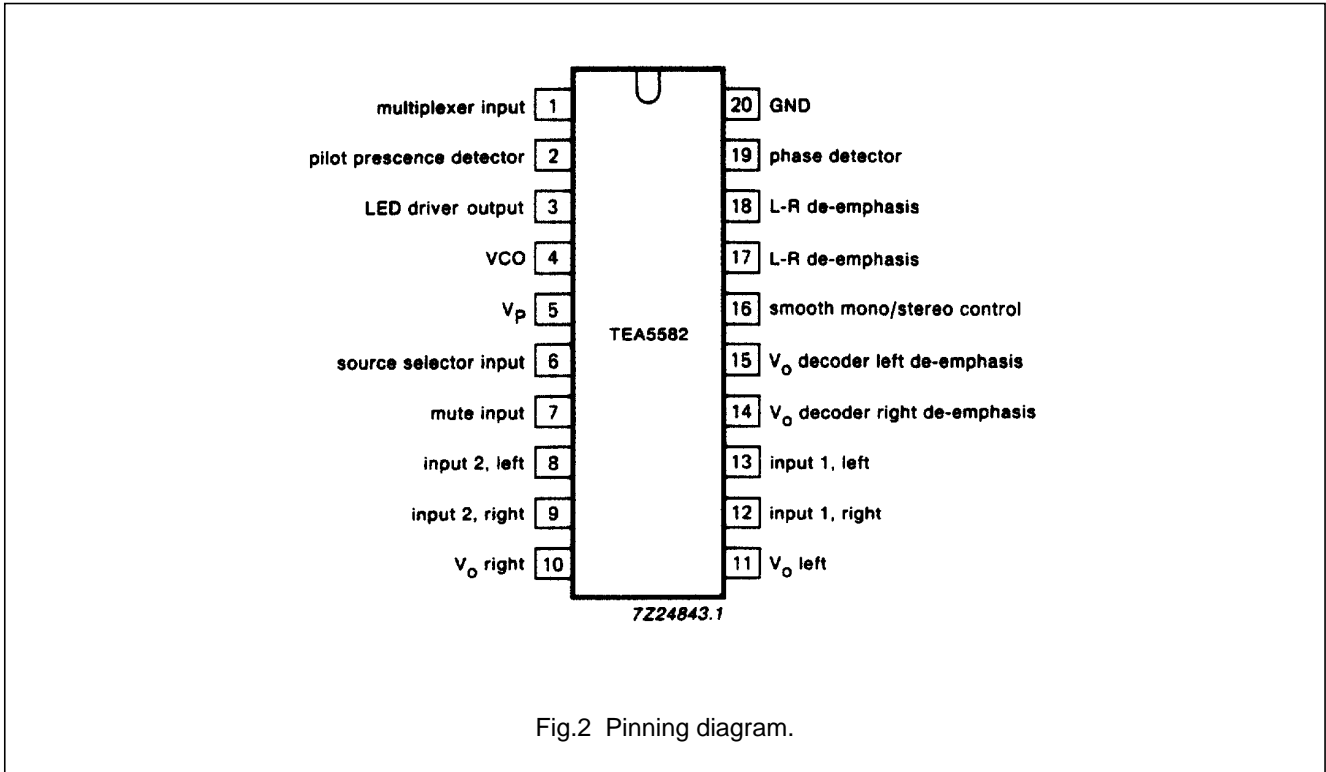 multiplexer input 1
pilot prescence detector 2
LED driver output 3
VCO 4
VP 5
source selector input 6
mute input 7
input 2, left 8
input 2, right 9
Vo right 10
TEA5582
20 GND
19 phase detector
18 L-R de-emphasis
17 L-R de-emphasis
16 smooth mono/stereo control
15 Vo decoder left de-emphasis
14 Vo decoder right de-emphasis
13 input 1, left
12 input 1, right
11 Vo left
7Z24843.1
Fig.2 Pinning diagram.